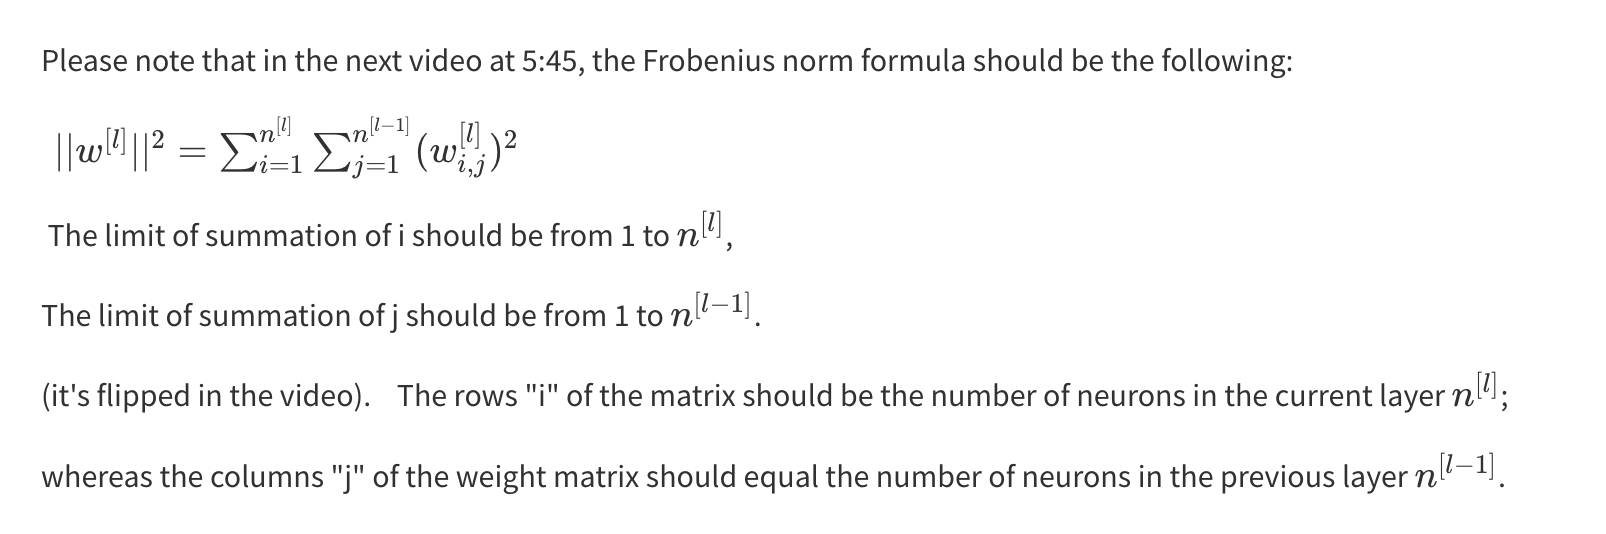 Please note that in the next video at 5:45, the Frobenius norm formula should be the following:
$||w^{[l]}||^2 = \sum_{i=1}^{n^{[l]}} \sum_{j=1}^{n^{[l-1]}} (w_{i,j}^{[l]})^2$
The limit of summation of i should be from 1 to $n^{[l]}$,
The limit of summation of j should be from 1 to $n^{[l-1]}$.
(it's flipped in the video). The rows "i" of the matrix should be the number of neurons in the current layer $n^{[l]}$;
whereas the columns "j" of the weight matrix should equal the number of neurons in the previous layer $n^{[l-1]}$.